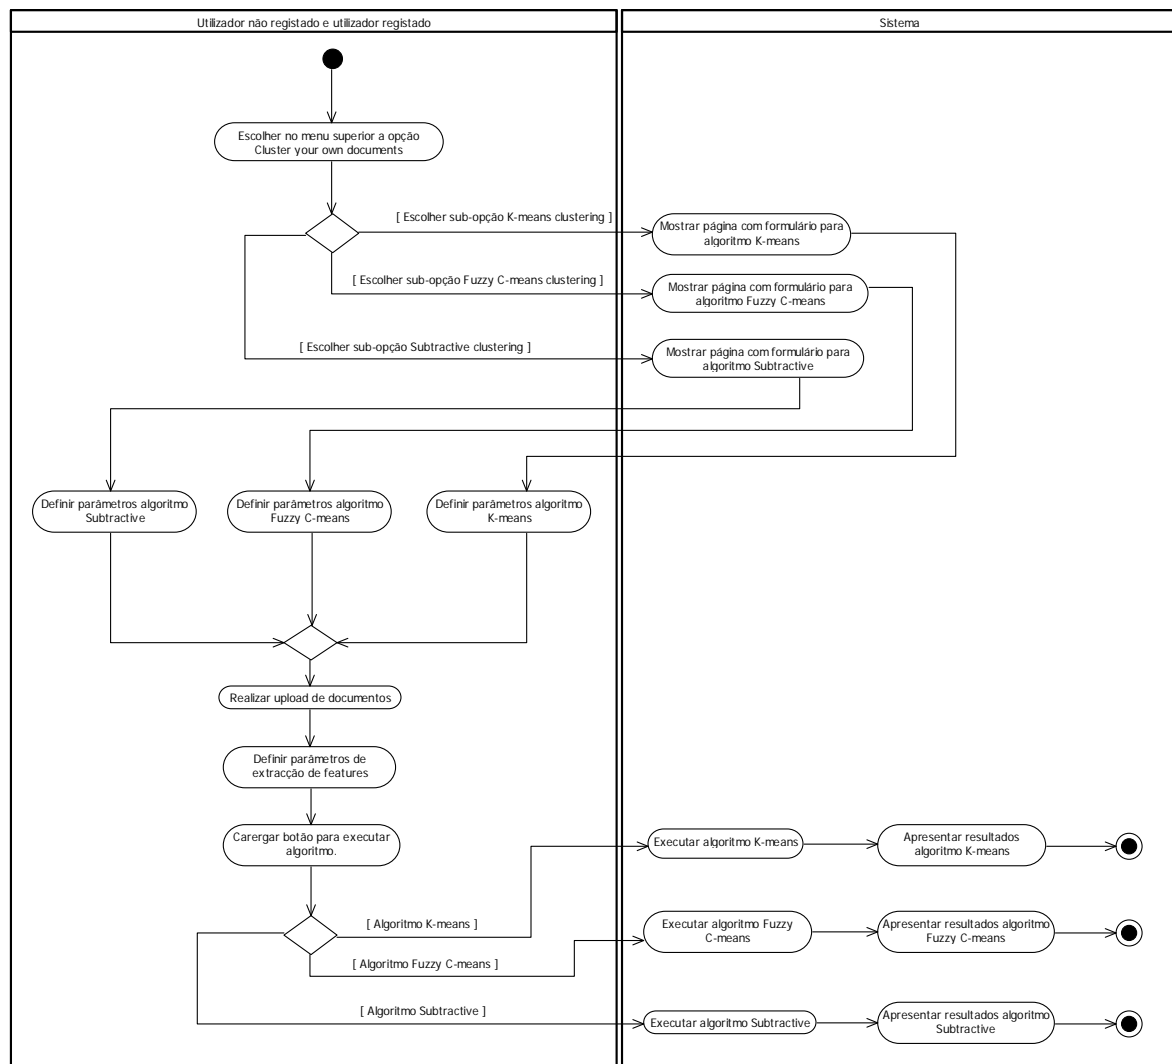 Utilizador não registado e utilizador registado
Sistema
Escolher no menu superior a opção
Cluster your own documents
[ Escolher sub-opção K-means clustering ]
Mostrar página com formulário para
algoritmo K-means
[ Escolher sub-opção Fuzzy C-means clustering ]
Mostrar página com formulário para
algoritmo Fuzzy C-means
[ Escolher sub-opção Subtractive clustering ]
Mostrar página com formulário para
algoritmo Subtractive
Definir parâmetros algoritmo
Subtractive
Definir parâmetros algoritmo
Fuzzy C-means
Definir parâmetros algoritmo
K-means
Realizar upload de documentos
Definir parâmetros de
extracção de features
Carergar botão para executar
algoritmo.
Executar algoritmo K-means
Apresentar resultados
algoritmo K-means
[ Algoritmo K-means ]
Executar algoritmo Fuzzy
C-means
Apresentar resultados algoritmo
Fuzzy C-means
[ Algoritmo Fuzzy C-means ]
[ Algoritmo Subtractive ]
Executar algoritmo Subtractive
Apresentar resultados algoritmo
Subtractive